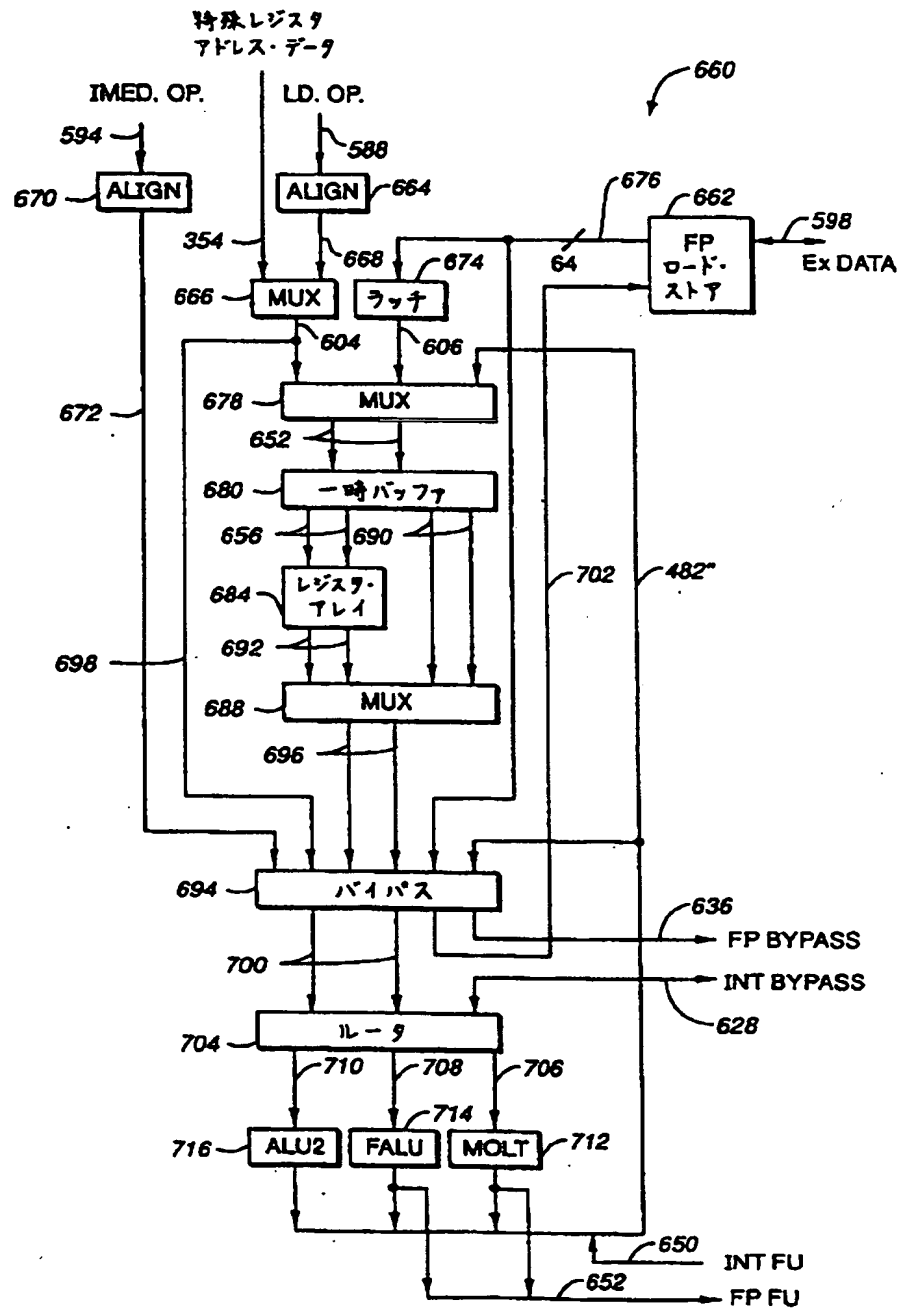 特殊レジスタ
アドレス・データ
660
IMED. OP.
LD. OP.
594
588
676
662
598
670
ALIGN
ALIGN
664
354
668
674
64
FP
ロード・
ストア
Ex DATA
666
MUX
ラッチ
604
606
678
MUX
672
652
680
一時バッファ
656
690
702
482"
684
レジスタ・
アレイ
692
698
688
MUX
696
694
バイパス
636
FP BYPASS
700
INT BYPASS
628
704
ルータ
710
708
706
714
716
ALU2
FALU
MOLT
712
650
INT FU
652
FP FU